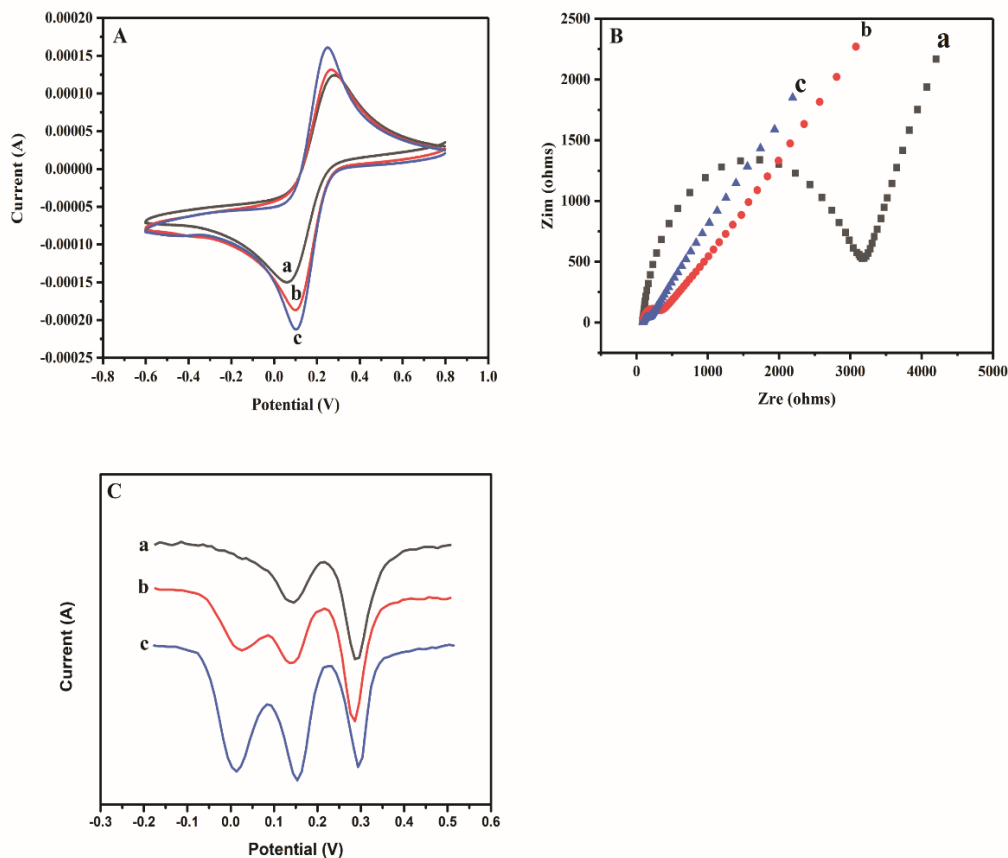 A
0.00020
0.00015
0.00010
0.00005
0.00000
-0.00005
-0.00010
-0.00015
-0.00020
-0.00025
Current (A)
a
b
c
-0.8 -0.6 -0.4 -0.2 0.0 0.2 0.4 0.6 0.8 1.0
Potential (V)
B
2500
2000
1500
1000
500
0
Zim (ohms)
a
b
c
0 1000 2000 3000 4000 5000
Zre (ohms)
C
a
b
c
Current (A)
-0.3 -0.2 -0.1 0.0 0.1 0.2 0.3 0.4 0.5 0.6
Potential (V)